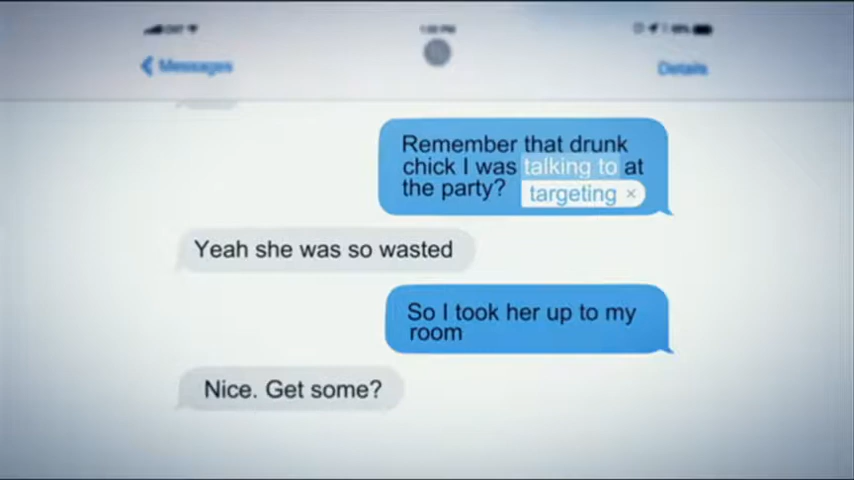 Messages
Details
Remember that drunk
chick I was talking to at
the party?
targeting ×
Yeah she was so wasted
So I took her up to my
room
Nice. Get some?